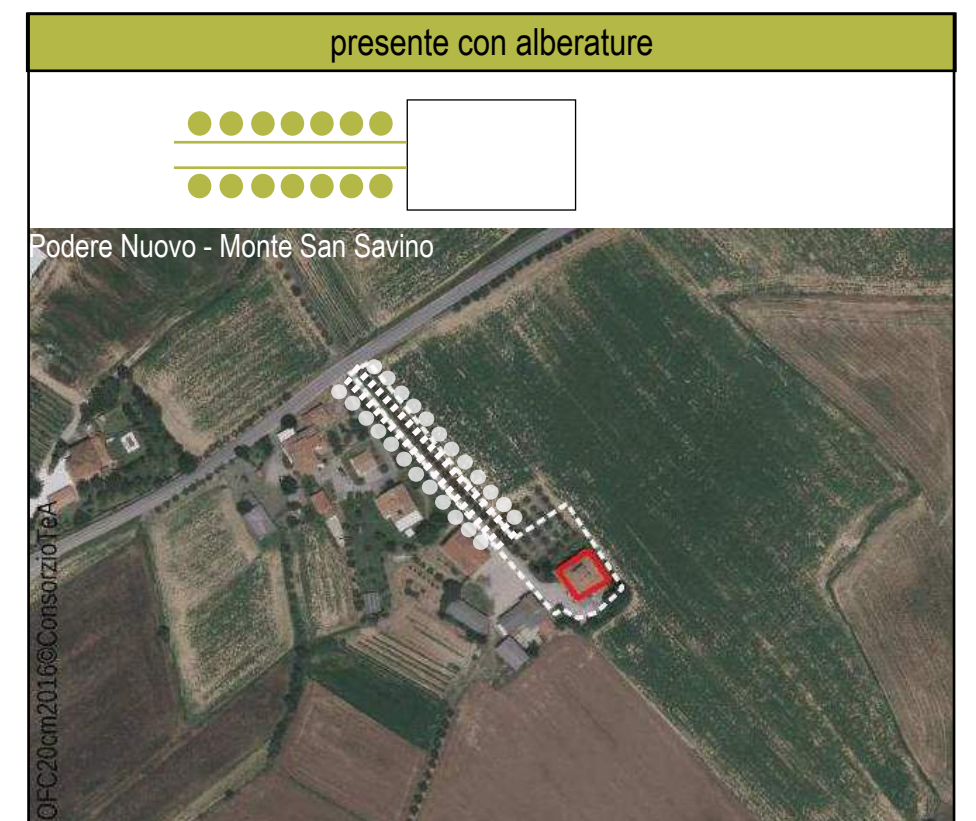 presente con alberature
Podere Nuovo - Monte San Savino
OFC20cm2016©ConsorzioTeA